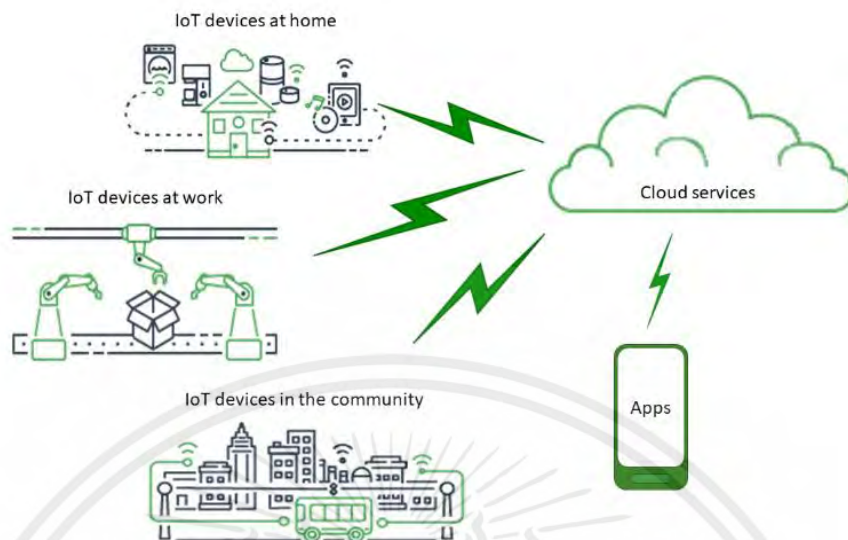 IoT devices at home
IoT devices at work
Cloud services
IoT devices in the community
Apps